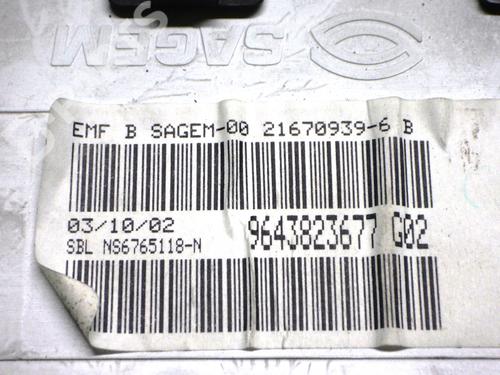 SAGEM
EMF B SAGEM-00 21670939-6 B
03/10/02
9643823677 G02
SBL NS6765118-N